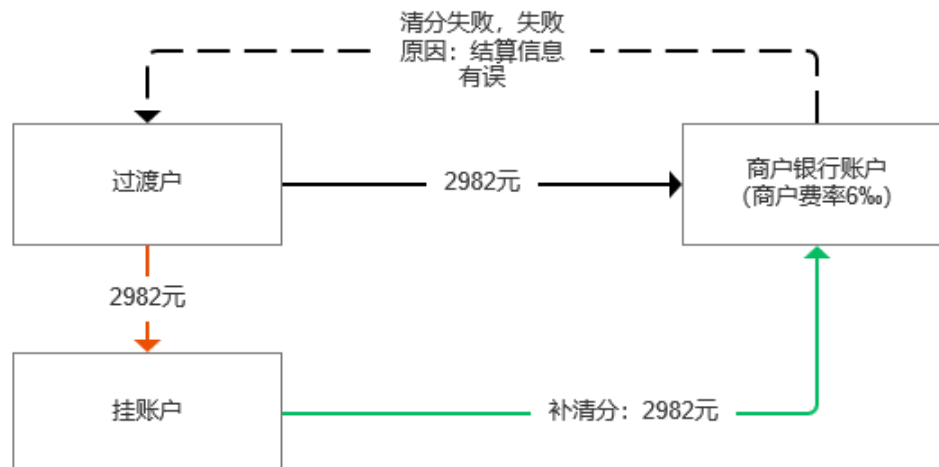 清分失败，失败
原因：结算信息
有误
过渡户
2982元
商户银行账户
(商户费率6‰)
2982元
挂账户
补清分：2982元